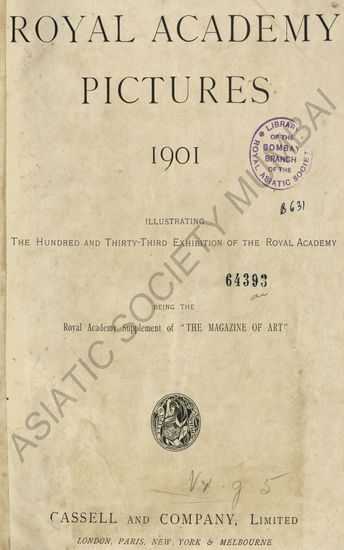 ROYAL ACADEMY
PICTURES
1901
LIBRARY
OF THE
BOMBAY
BRANCH
OF THE
ROYAL ASIATIC SOCIETY
B 631
ILLUSTRATING
THE HUNDRED AND THIRTY-THIRD EXHIBITION OF THE ROYAL ACADEMY
64393
BEING THE
Royal Academy Supplement of "THE MAGAZINE OF ART"
ASIATIC SOCIETY MUMBAI
CASSELL AND COMPANY, LIMITED
LONDON, PARIS, NEW YORK & MELBOURNE